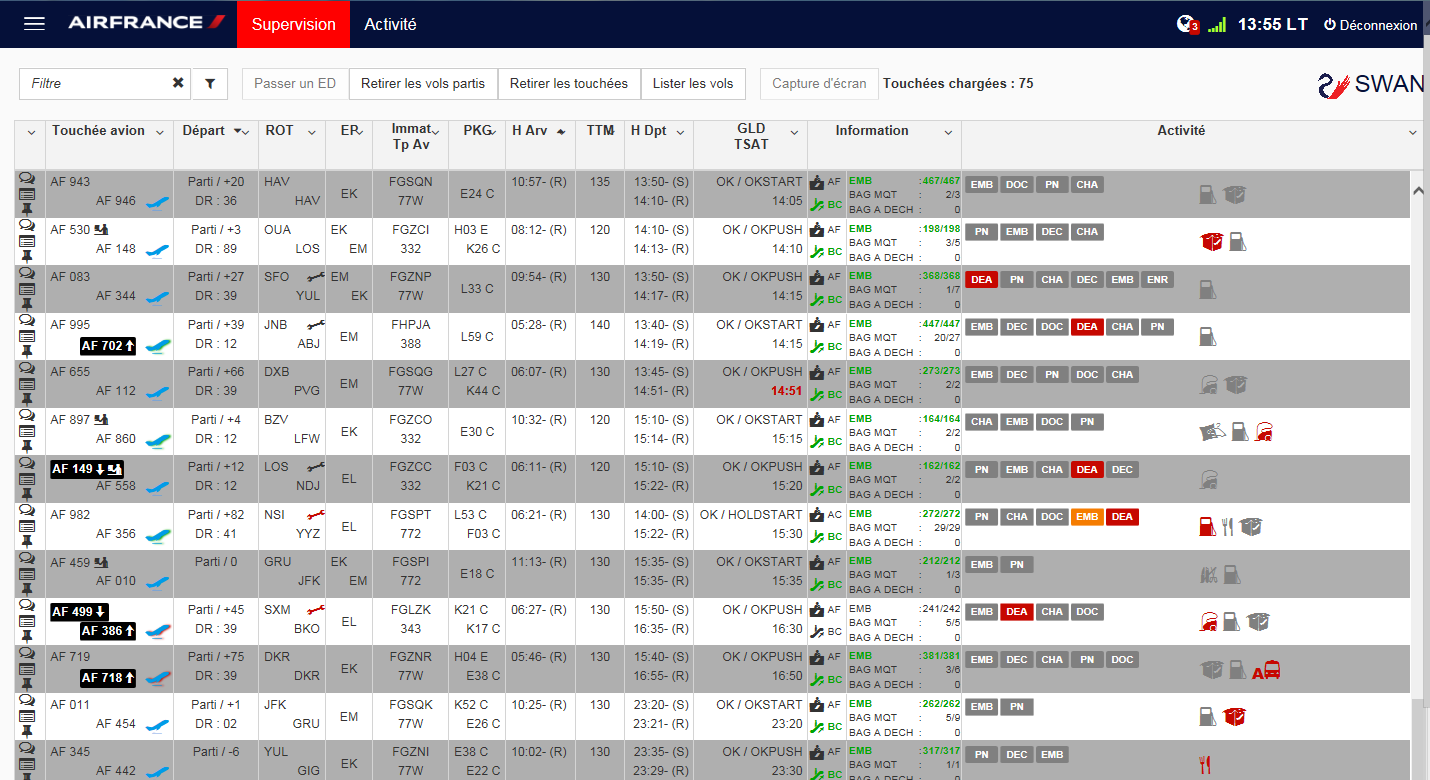 AIRFRANCE Supervision Activité 3 13:55 LT Déconnexion
Filtre Passer un ED Retirer les vols partis Retirer les touchées Lister les vols Capture d'écran Touchées chargées : 75 SWAN
Touchée avion Départ ROT EP Immat PKG H Arv TTM H Dpt GLD Information Activité
Tp Av TSAT
AF 943 Parti / +20 HAV EK FGSQN E24 C 10:57- (R) 135 13:50- (S) OK / OKSTART AF EMB :467/467 EMB DOC PN CHA
AF 946 DR : 36 HAV 77W 14:10- (R) 14:05 BC BAG MQT : 2/3
BAG A DECH : 0
AF 530 Parti / +3 OUA EK FGZCI H03 E 08:12- (R) 120 14:10- (S) OK / OKPUSH AF EMB :198/198 PN EMB DEC CHA
AF 148 DR : 89 LOS EM 332 K26 C 14:13- (R) 14:10 BC BAG MQT : 3/5
BAG A DECH : 0
AF 083 Parti / +27 SFO EM FGZNP L33 C 09:54- (R) 130 13:50- (S) OK / OKPUSH AF EMB :368/368 DEA PN CHA DEC EMB ENR
AF 344 DR : 39 YUL EK 77W 14:17- (R) 14:15 BC BAG MQT : 1/7
BAG A DECH : 0
AF 995 Parti / +39 JNB EM FHPJA L59 C 05:28- (R) 140 13:40- (S) OK / OKSTART AF EMB :447/447 EMB DEC DOC DEA CHA PN
AF 702 DR : 12 ABJ 388 14:19- (R) 14:15 BC BAG MQT : 20/27
BAG A DECH : 0
AF 655 Parti / +66 DXB EM FGSQG L27 C 06:07- (R) 130 13:45- (S) OK / OKPUSH AF EMB :273/273 EMB DEC PN DOC CHA
AF 112 DR : 39 PVG 77W K44 C 14:51- (R) 14:51 BC BAG MQT : 2/2
BAG A DECH : 0
AF 897 Parti / +4 BZV EK FGZCO E30 C 10:32- (R) 120 15:10- (S) OK / OKSTART AF EMB :164/164 CHA EMB DOC PN
AF 860 DR : 12 LFW 332 15:14- (R) 15:15 BC BAG MQT : 2/2
BAG A DECH : 0
AF 149 Parti / +12 LOS EL FGZCC F03 C 06:11- (R) 120 15:10- (S) OK / OKSTART AF EMB :162/162 PN EMB CHA DEA DEC
AF 558 DR : 12 NDJ 332 K21 C 15:22- (R) 15:20 BC BAG MQT : 2/2
BAG A DECH : 0
AF 982 Parti / +82 NSI EL FGSPT L53 C 06:21- (R) 130 14:00- (S) OK / HOLDSTART AC EMB :272/272 PN CHA DOC EMB DEA
AF 356 DR : 41 YYZ 772 F03 C 15:22- (R) 15:30 BC BAG MQT : 29/29
BAG A DECH : 0
AF 459 Parti / 0 GRU EK FGSPI E18 C 11:13- (R) 130 15:35- (S) OK / OKSTART AF EMB :212/212 EMB PN
AF 010 JFK EM 772 15:35- (R) 15:35 BC BAG MQT : 1/3
BAG A DECH : 0
AF 499 Parti / +45 SXM EL FGLZK K21 C 06:27- (R) 130 15:50- (S) OK / OKPUSH AF EMB :241/242 EMB DEA CHA DOC
AF 386 DR : 39 BKO 343 K17 C 16:35- (R) 16:30 BC BAG MQT : 5/5
BAG A DECH : 0
AF 719 Parti / +75 DKR EK FGZNR H04 E 05:46- (R) 130 15:40- (S) OK / OKPUSH AF EMB :381/381 EMB DEC CHA PN DOC
AF 718 DR : 39 DKR 77W E38 C 16:55- (R) 16:50 BC BAG MQT : 3/6 A
BAG A DECH : 0
AF 011 Parti / +1 JFK EM FGSQK K52 C 10:25- (R) 130 23:20- (S) OK / OKPUSH AF EMB :262/262 EMB PN
AF 454 DR : 02 GRU 77W E26 C 23:21- (R) 23:20 BC BAG MQT : 5/9
BAG A DECH : 0
AF 345 Parti / -6 YUL EK FGZNI E38 C 10:02- (R) 130 23:35- (S) OK / OKPUSH AF EMB :317/317 PN DEC EMB
AF 442 GIG 77W E22 C 23:29- (R) 23:30 BC BAG MQT : 1/1
BAG A DECH : 0